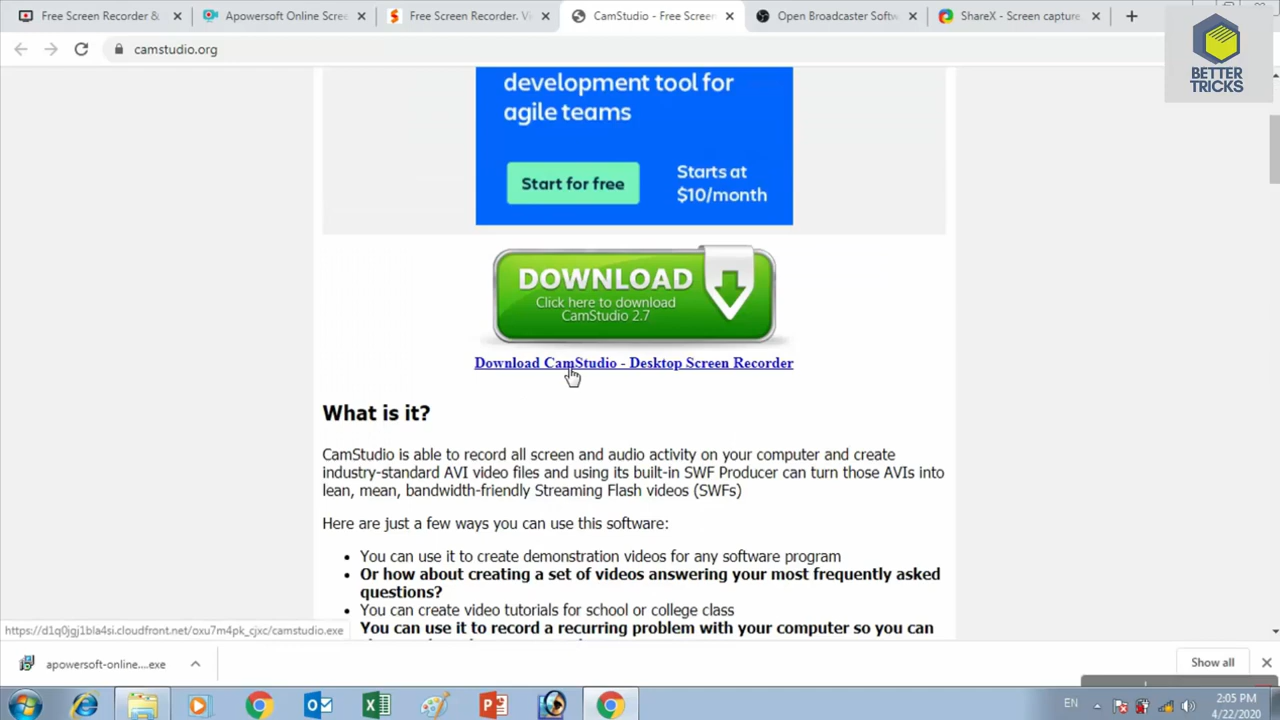 Free Screen Recorder &
Apowersoft Online Scree
Free Screen Recorder. Vi
CamStudio - Free Screen
Open Broadcaster Softw
ShareX - Screen capture,
camstudio.org
BETTER
TRICKS
development tool for
agile teams
Start for free
Starts at
$10/month
DOWNLOAD
Click here to download
CamStudio 2.7
Download CamStudio - Desktop Screen Recorder
What is it?
CamStudio is able to record all screen and audio activity on your computer and create
industry-standard AVI video files and using its built-in SWF Producer can turn those AVIs into
lean, mean, bandwidth-friendly Streaming Flash videos (SWFs)
Here are just a few ways you can use this software:
• You can use it to create demonstration videos for any software program
• Or how about creating a set of videos answering your most frequently asked
questions?
• You can create video tutorials for school or college class
You can use it to record a recurring problem with your computer so you can
https://d1q0jgj1bla4si.cloudfront.net/oxu7m4pk_cjxc/camstudio.exe
apowersoft-online....exe
Show all
EN
2:05 PM
4/22/2020